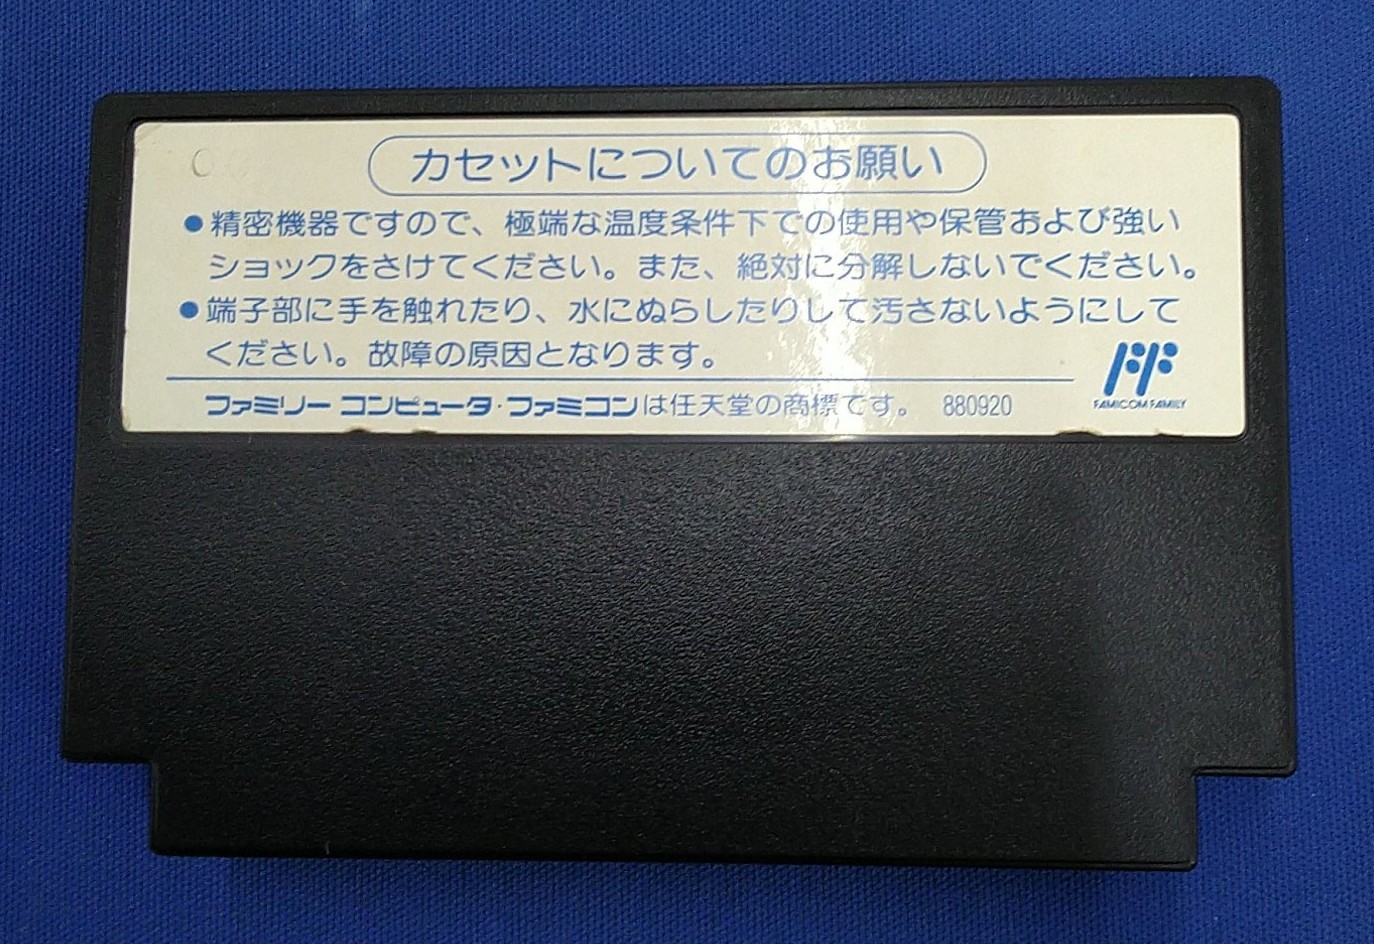 カセットについてのお願い
●精密機器ですので、極端な温度条件下での使用や保管および強い
ショックをさけてください。また、絶対に分解しないでください。
●端子部に手を触れたり、水にぬらしたりして汚さないようにして
ください。故障の原因となります。
ファミリー コンピュータ・ファミコンは任天堂の商標です。 880920
FAMICOM FAMILY